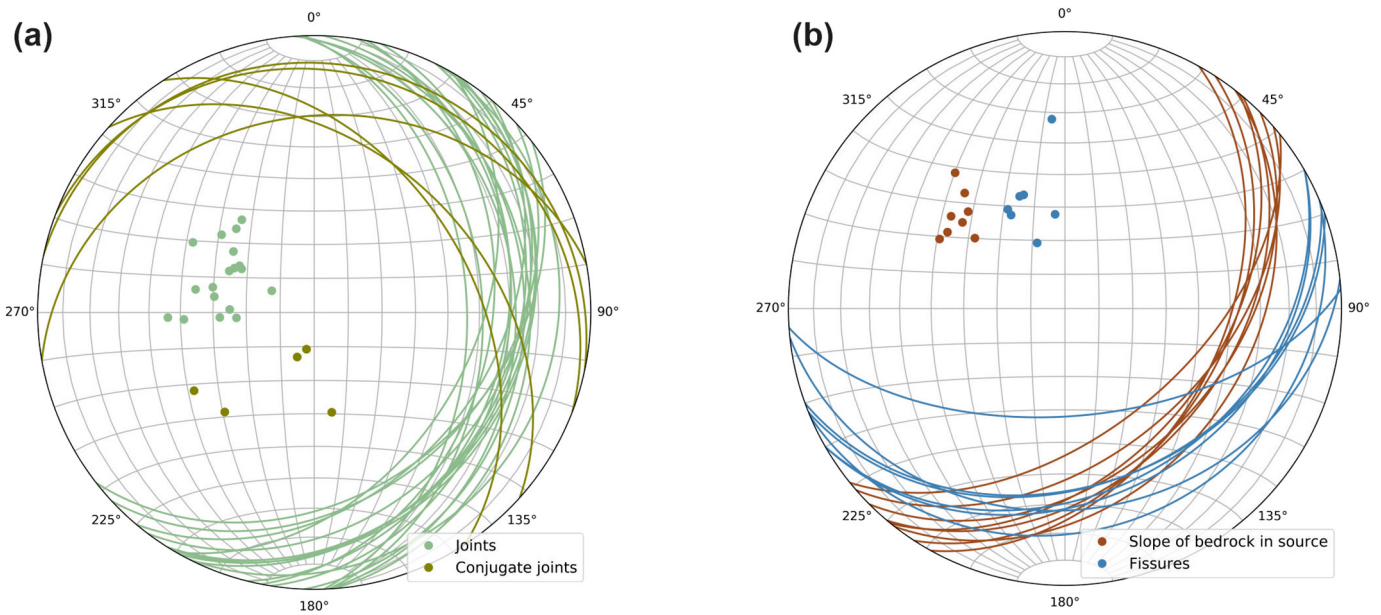 (a)
0°
45°
90°
135°
180°
225°
270°
315°
Joints
Conjugate joints
(b)
0°
45°
90°
135°
180°
225°
270°
315°
Slope of bedrock in source
Fissures